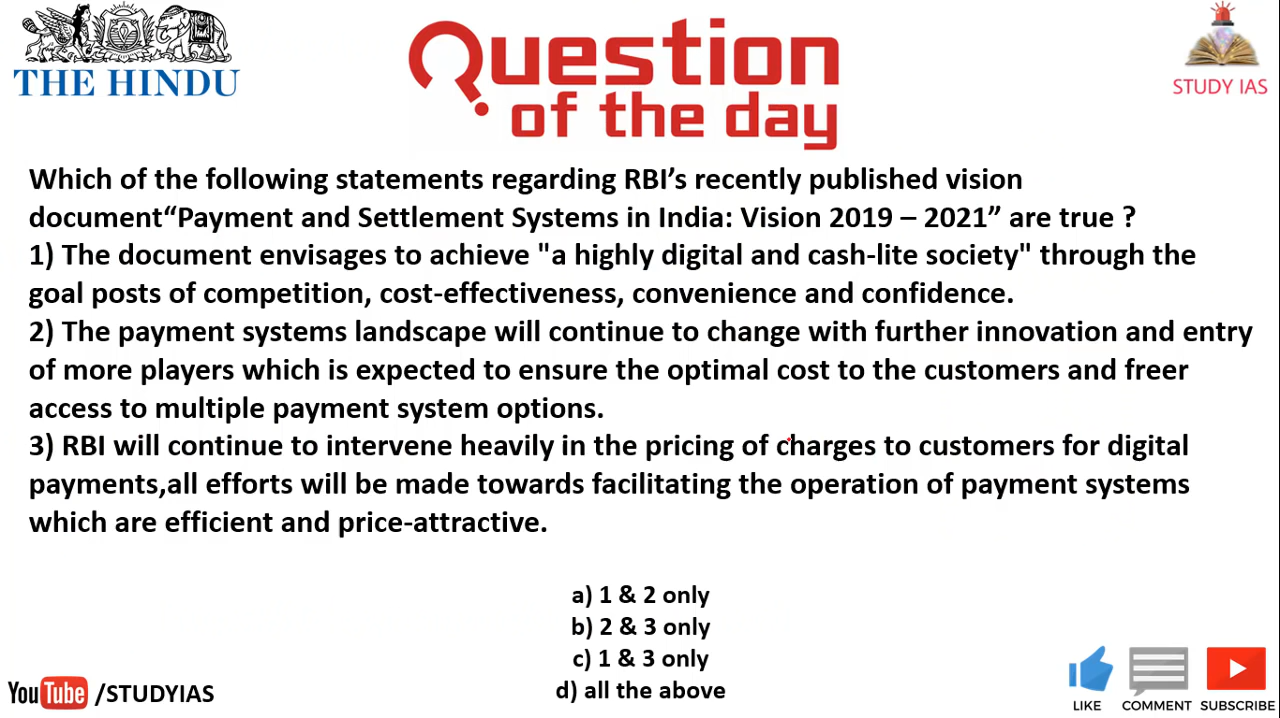 THE HINDU
Question
of the day
STUDY IAS
Which of the following statements regarding RBI’s recently published vision
document“Payment and Settlement Systems in India: Vision 2019 – 2021” are true ?
1) The document envisages to achieve "a highly digital and cash-lite society" through the
goal posts of competition, cost-effectiveness, convenience and confidence.
2) The payment systems landscape will continue to change with further innovation and entry
of more players which is expected to ensure the optimal cost to the customers and freer
access to multiple payment system options.
3) RBI will continue to intervene heavily in the pricing of charges to customers for digital
payments,all efforts will be made towards facilitating the operation of payment systems
which are efficient and price-attractive.
a) 1 & 2 only
b) 2 & 3 only
c) 1 & 3 only
d) all the above
YouTube /STUDYIAS
LIKE COMMENT SUBSCRIBE